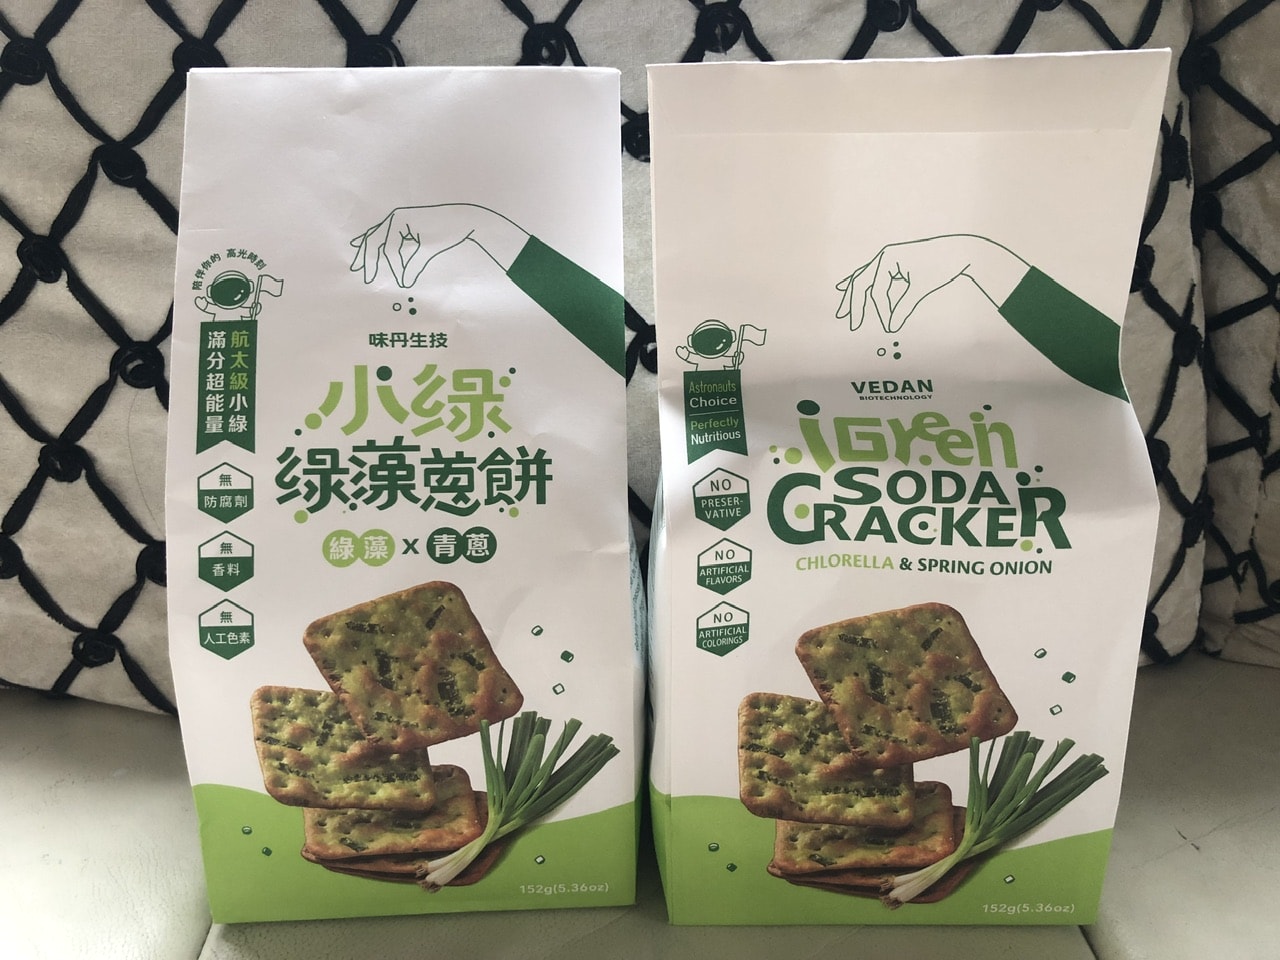 陪伴你的 高光時刻
航太級小綠
滿分超能量
無
防腐劑
無
香料
無
人工色素
味丹生技
小绿
绿藻蔥餅
綠藻 x 青蔥
152g(5.36oz)
Astronauts
Choice
Perfectly
Nutritious
NO
PRESER-
VATIVE
NO
ARTIFICIAL
FLAVORS
NO
ARTIFICIAL
COLORINGS
VEDAN
BIOTECHNOLOGY
iGreen
SODA
CRACKER
CHLORELLA & SPRING ONION
152g(5.36oz)